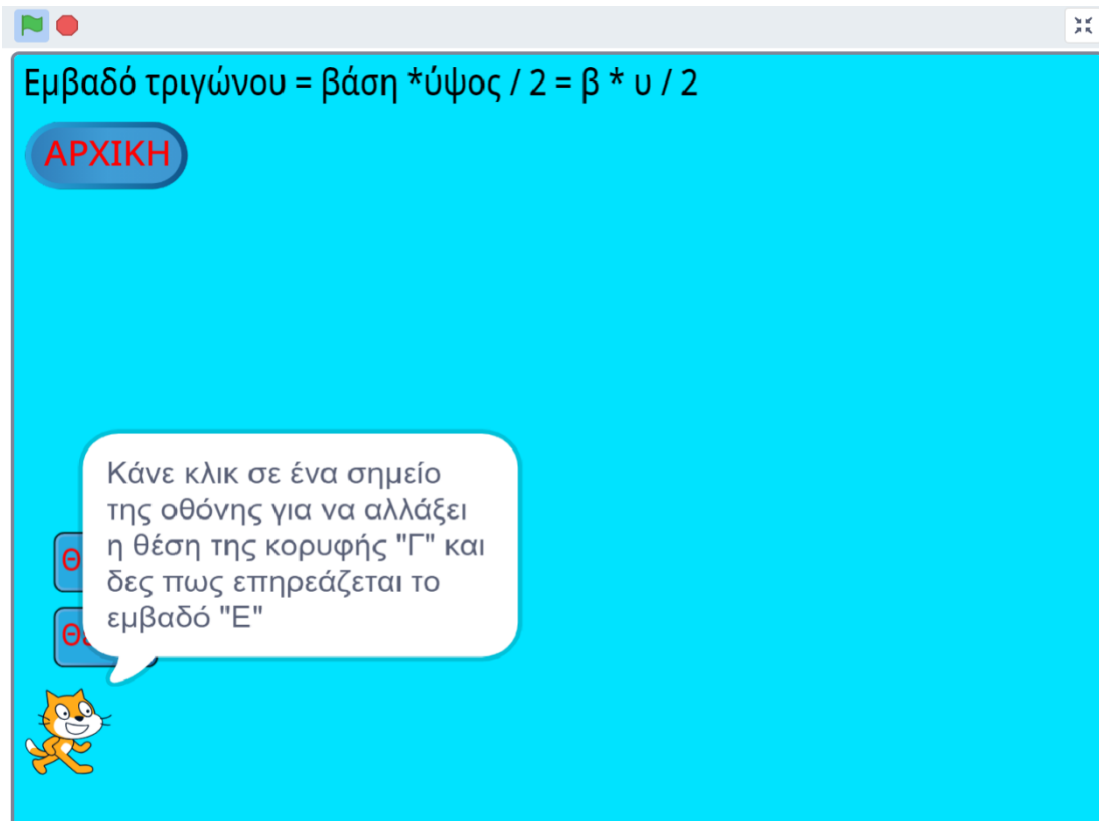 Εμβαδό τριγώνου = βάση *ύψος / 2 = β * υ / 2
ΑΡΧΙΚΗ
Κάνε κλικ σε ένα σημείο
της οθόνης για να αλλάξει
η θέση της κορυφής "Γ" και
δες πως επηρεάζεται το
εμβαδό "Ε"